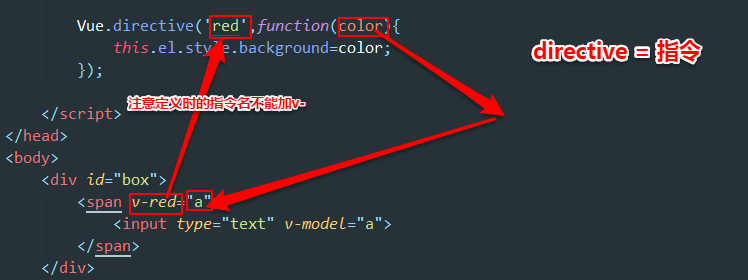 Vue.directive('red',function(color){
directive = 指令
this.el.style.background=color;
});
注意定义时的指令名不能加v-
</script>
</head>
<body>
<div id="box">
<span v-red="a"
<input type="text" v-model="a">
</span>
</div>